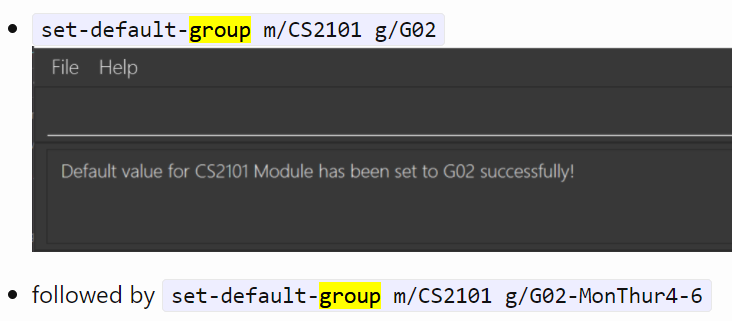 set-default-group m/CS2101 g/G02
File Help
Default value for CS2101 Module has been set to G02 successfully!
followed by set-default-group m/CS2101 g/G02-MonThur4-6